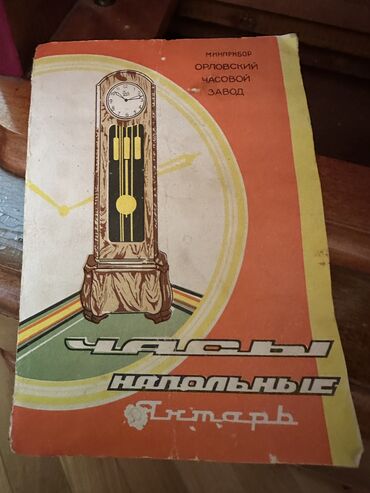 МИНПРИБОР
ОРЛОВСКИЙ
ЧАСОВОЙ
ЗАВОД
ЧАСЫ
НАПОЛЬНЫЕ
Янтарь